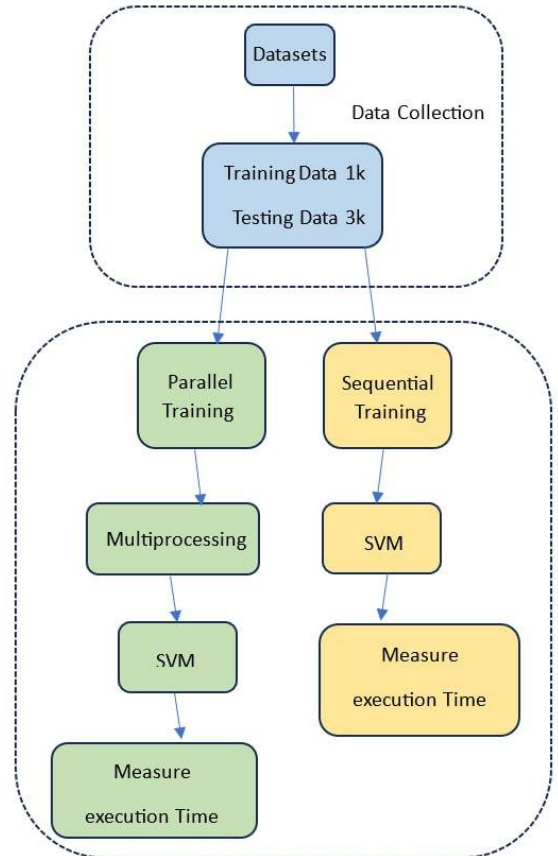 Datasets
Data Collection
Training Data 1k
Testing Data 3k
Parallel
Training
Sequential
Training
Multiprocessing
SVM
SVM
Measure
execution Time
Measure
execution Time